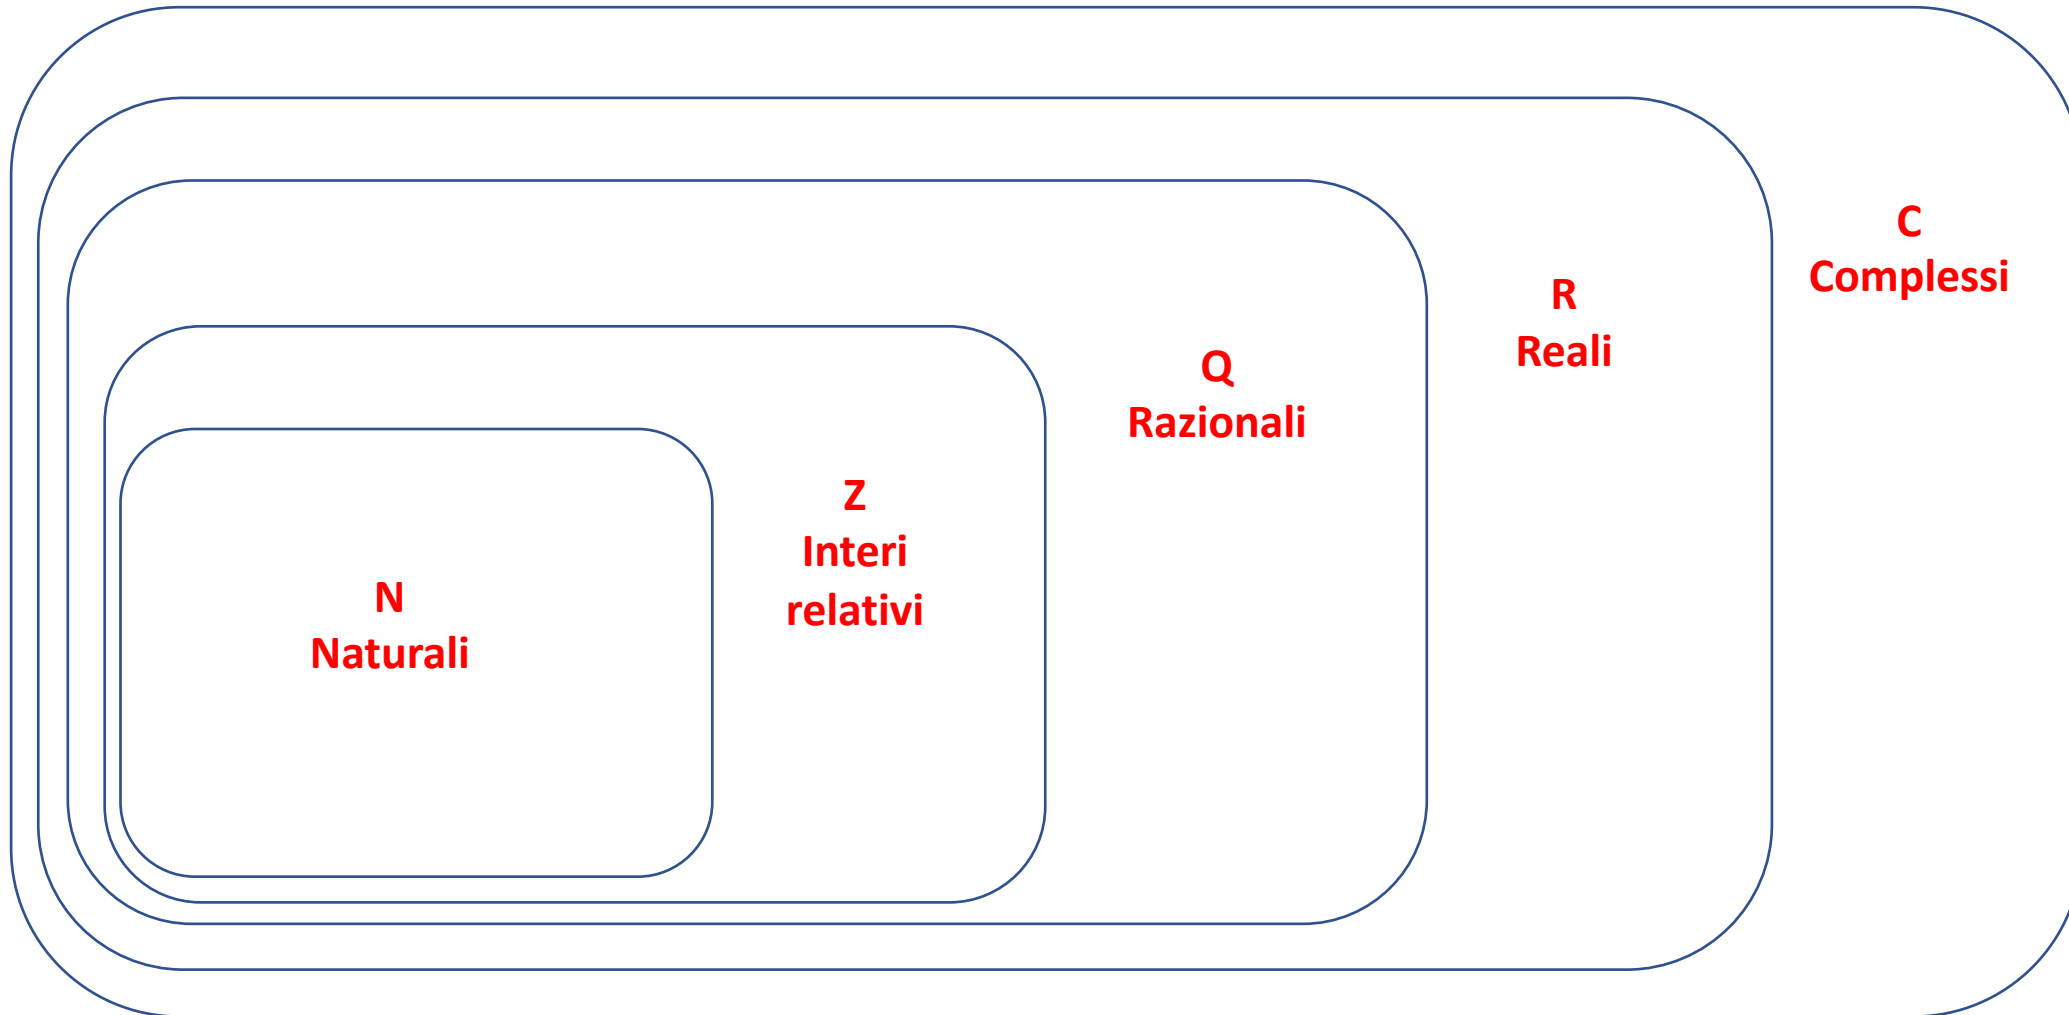 C
Complessi
R
Reali
Q
Razionali
Z
Interi
relativi
N
Naturali